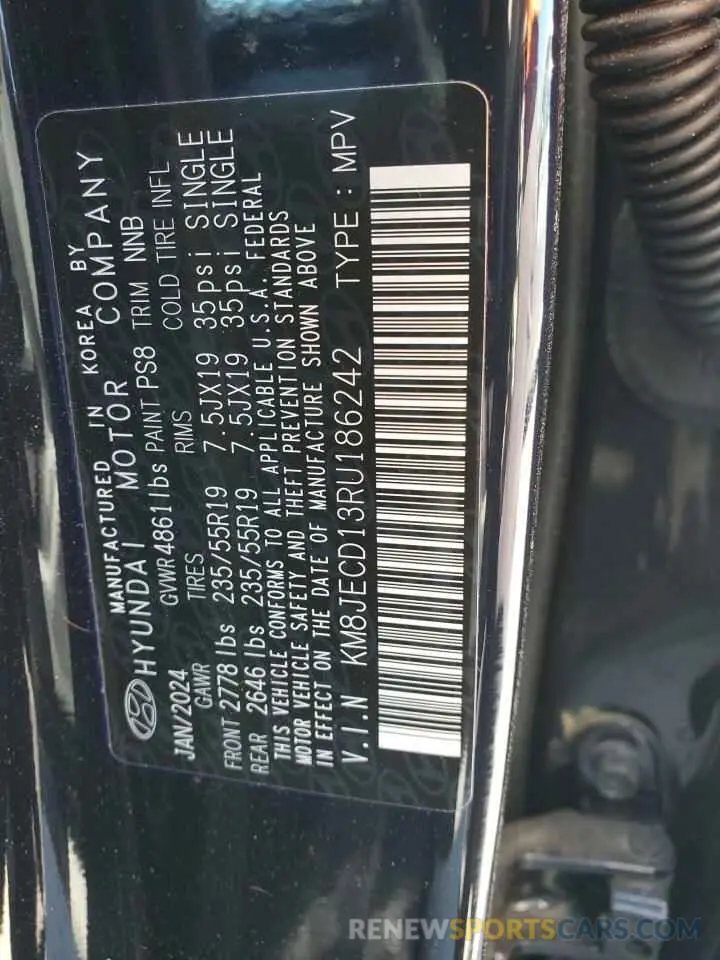 MANUFACTURED IN KOREA BY
HYUNDAI MOTOR COMPANY
JAN/2024 GVWR 4861 lbs PAINT PS8 TRIM NNB
GAWR TIRES RIMS COLD TIRE INFL
FRONT 2778 lbs 235/55R19 7.5JX19 35psi SINGLE
REAR 2646 lbs 235/55R19 7.5JX19 35psi SINGLE
THIS VEHICLE CONFORMS TO ALL APPLICABLE U.S.A. FEDERAL
MOTOR VEHICLE SAFETY AND THEFT PREVENTION STANDARDS
IN EFFECT ON THE DATE OF MANUFACTURE SHOWN ABOVE
V.I.N KM8JECD13RU186242 TYPE : MPV
RENEWSPORTSCARS.COM